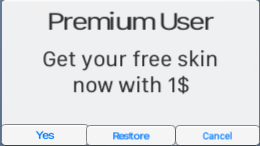 Premium User
Get your free skin
now with 1$
Yes
Restore
Cancel